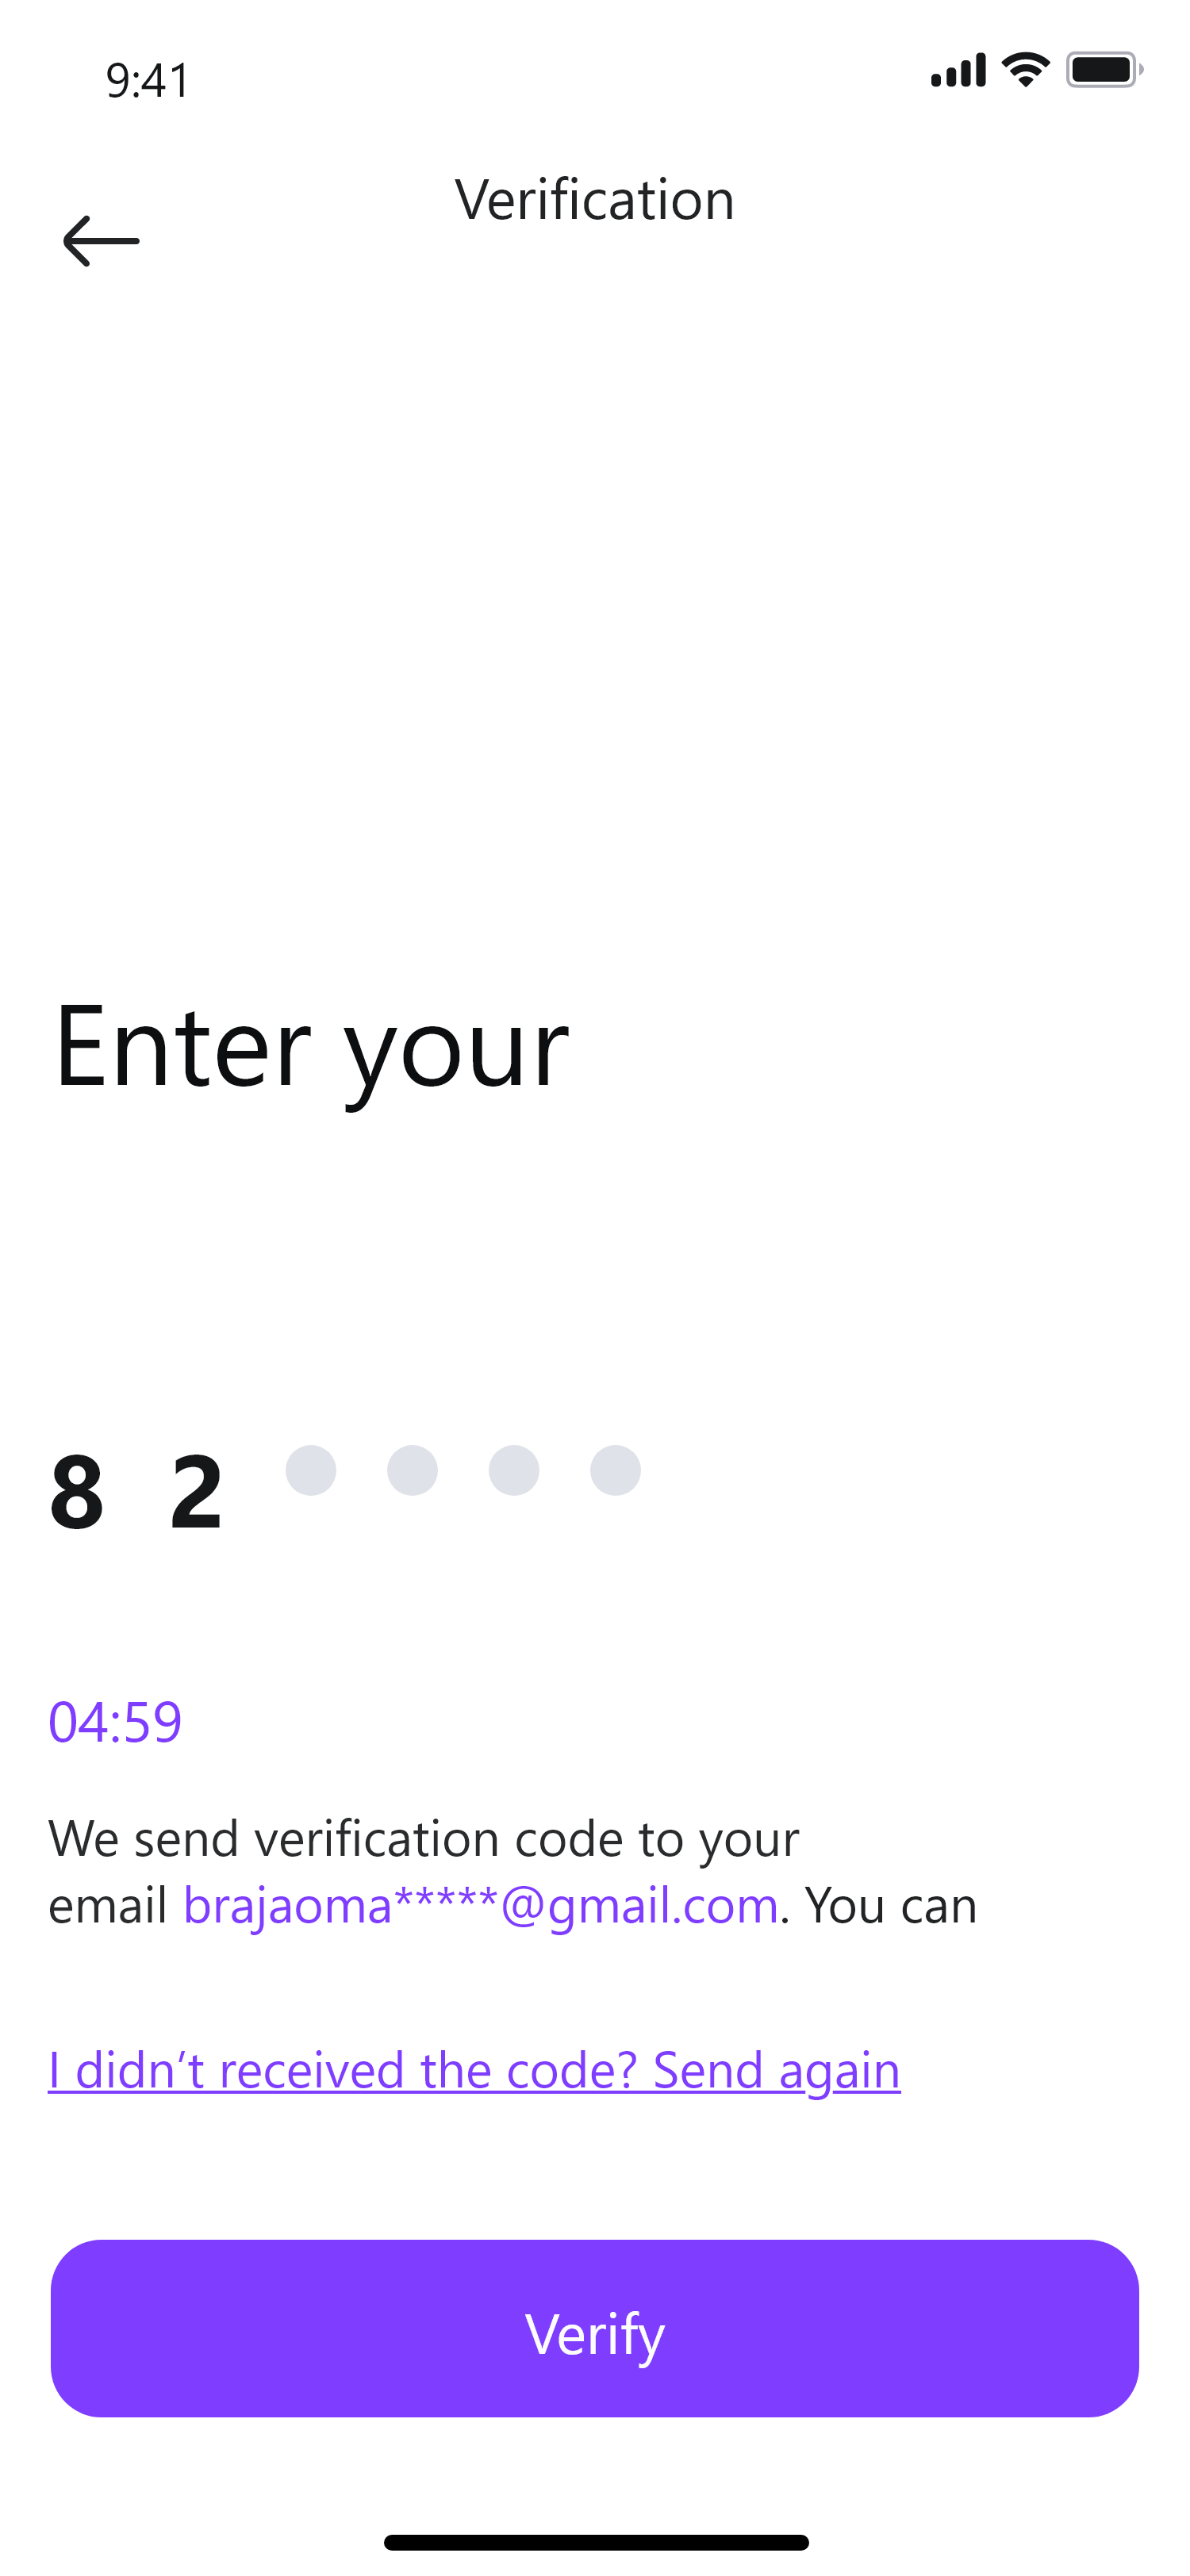 9:41
Verification
Enter your
8 2
04:59
We send verification code to your
email brajaoma*****@gmail.com. You can
I didn’t received the code? Send again
Verify